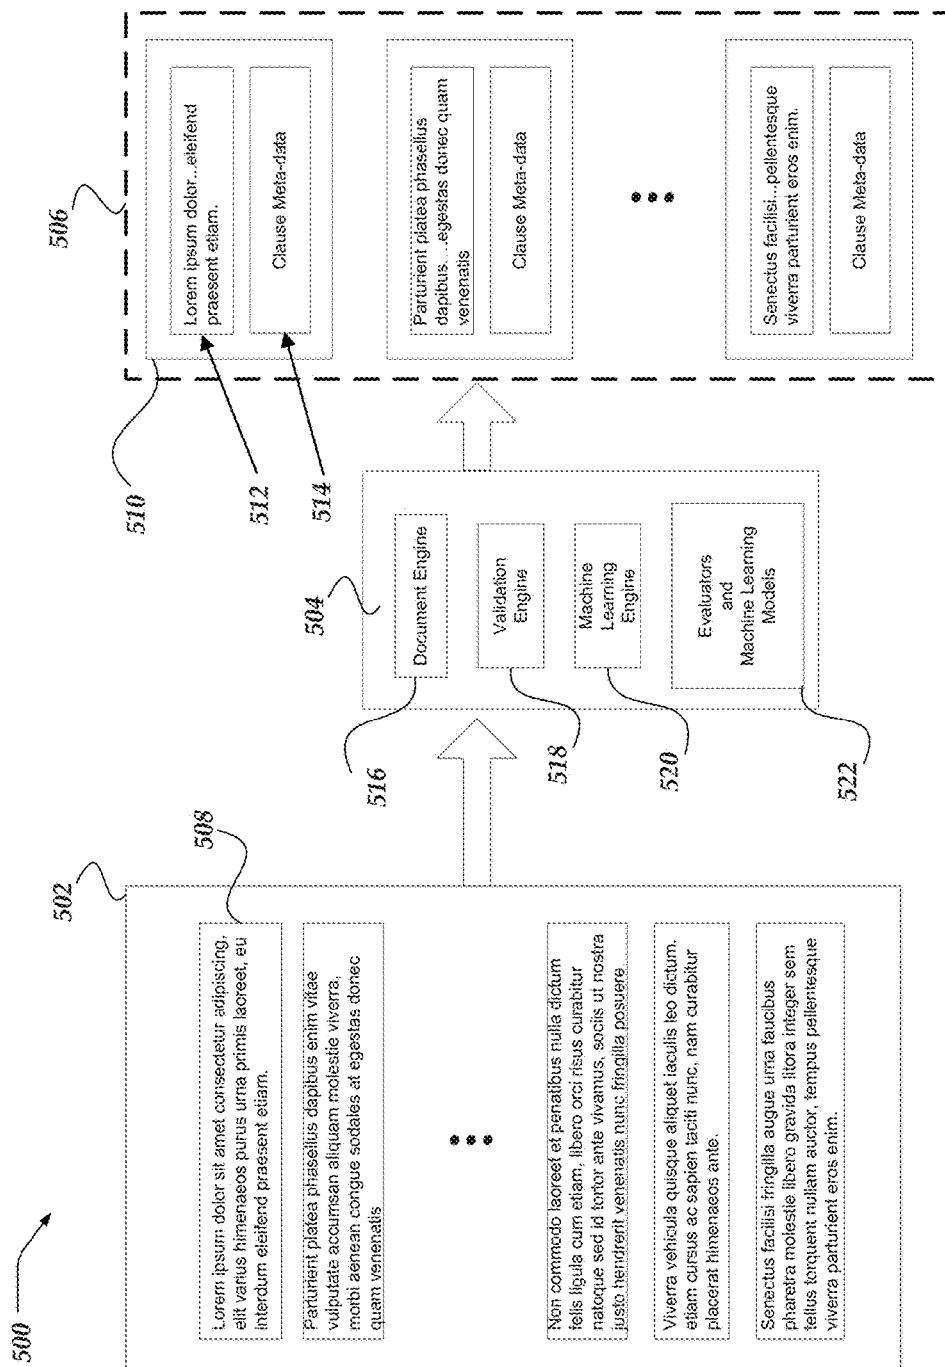 500
502
508
Lorem ipsum dolor sit amet consectetur adipiscing,
elit varius himenaeos purus urna primis laoreet, eu
interdum eleifend praesent etiam.
Parturient platea phasellus dapibus enim vitae
vulputate accumsan aliquam molestie viverra,
morbi aenean congue sodales at egestas donec
quam venenatis
Non commodo laoreet et penatibus nulla dictum
felis ligula cum etiam, libero orci risus curabitur
natoque sed id tortor ante vivamus, sociis ut nostra
justo hendrerit venenatis nunc fringilla posuere
Viverra vehicula quisque aliquet iaculis leo dictum.
etiam cursus ac sapien taciti nunc, nam curabitur
placerat himenaeos ante.
Senectus facilisi fringilla augue urna faucibus
pharetra molestie libero gravida litora integer sem
tellus torquent nullam auctor, tempus pellentesque
viverra parturient eros enim.
504
516
Document Engine
518
Validation
Engine
520
Machine
Learning
Engine
522
Evaluators
and
Machine Learning
Models
506
510
512
514
Lorem ipsum dolor...eleifend
praesent etiam.
Clause Meta-data
Parturient platea phasellus
dapibus....egestas donec quam
venenatis
Clause Meta-data
Senectus facilisi...pellentesque
viverra parturient eros enim.
Clause Meta-data